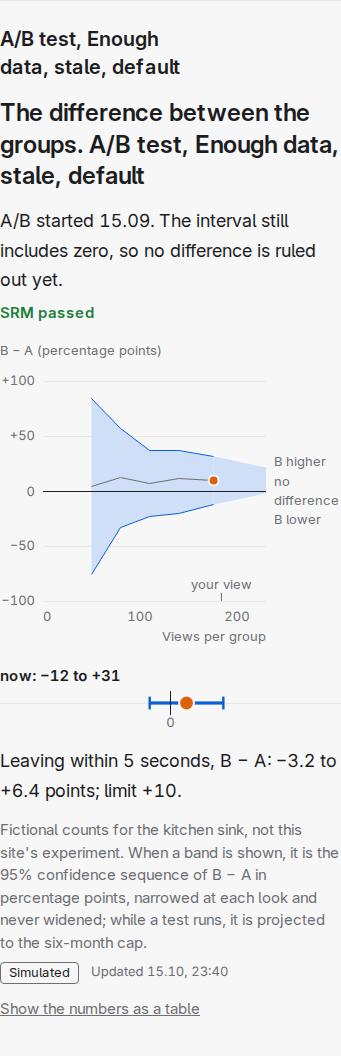 A/B test, Enough
data, stale, default
The difference between the
groups. A/B test, Enough data,
stale, default
A/B started 15.09. The interval still
includes zero, so no difference is ruled
out yet.
SRM passed
B − A (percentage points)
+100
+50
0
−50
−100
B higher
no
difference
B lower
your view
0
100
200
Views per group
now: −12 to +31
0
Leaving within 5 seconds, B − A: −3.2 to
+6.4 points; limit +10.
Fictional counts for the kitchen sink, not this
site's experiment. When a band is shown, it is the
95% confidence sequence of B − A in
percentage points, narrowed at each look and
never widened; while a test runs, it is projected
to the six-month cap.
Simulated Updated 15.10, 23:40
Show the numbers as a table